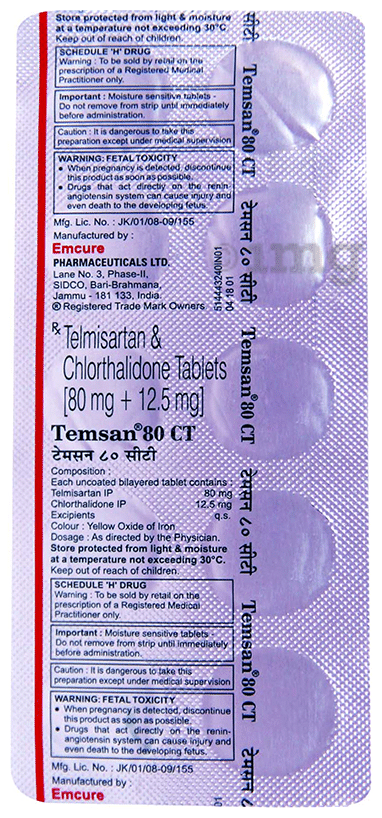 Store protected from light & moisture
at a temperature not exceeding 30°C
Keep out of reach of children.
SCHEDULE 'H' DRUG
Warning : To be sold by retail on the
prescription of a Registered Medical
Practitioner only.
Important : Moisture sensitive tablets -
Do not remove from strip until immediately
before administration.
Caution : It is dangerous to take this
preparation except under medical supervision
WARNING: FETAL TOXICITY
• When pregnancy is detected, discontinue
this product as soon as possible.
• Drugs that act directly on the renin-
angiotensin system can cause injury and
even death to the developing fetus.
Mfg. Lic. No. : JK/01/08-09/155
Manufactured by :
Emcure
PHARMACEUTICALS LTD.
Lane No. 3, Phase-II,
SIDCO, Bari-Brahmana,
Jammu - 181 133, India.
® Registered Trade Mark Owners
Rx Telmisartan &
Chlorthalidone Tablets
[80 mg + 12.5 mg]
Temsan® 80 CT
टेमसन ८० सीटी
Composition :
Each uncoated bilayered tablet contains :
Telmisartan IP 80 mg
Chlorthalidone IP 12.5 mg
Excipients q.s.
Colour : Yellow Oxide of Iron
Dosage : As directed by the Physician.
Store protected from light & moisture
at a temperature not exceeding 30°C.
Keep out of reach of children.
SCHEDULE 'H' DRUG
Warning : To be sold by retail on the
prescription of a Registered Medical
Practitioner only.
Important : Moisture sensitive tablets -
Do not remove from strip until immediately
before administration.
Caution : It is dangerous to take this
preparation except under medical supervision
WARNING: FETAL TOXICITY
• When pregnancy is detected, discontinue
this product as soon as possible.
• Drugs that act directly on the renin-
angiotensin system can cause injury and
even death to the developing fetus.
Mfg. Lic. No. : JK/01/08-09/155
Manufactured by :
Emcure
514443240IN01
04 18 01
01
सीटी
Temsan® 80 CT
टेमसन ८० सीटी
Temsan® 80 CT
टेमसन ८० सीटी
Temsan® 80 CT
टेमसन ८
1mg